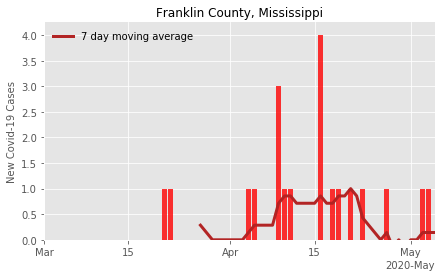 Franklin County, Mississippi
7 day moving average
New Covid-19 Cases
4.0
3.5
3.0
2.5
2.0
1.5
1.0
0.5
0.0
Mar
15
Apr
15
May
2020-May